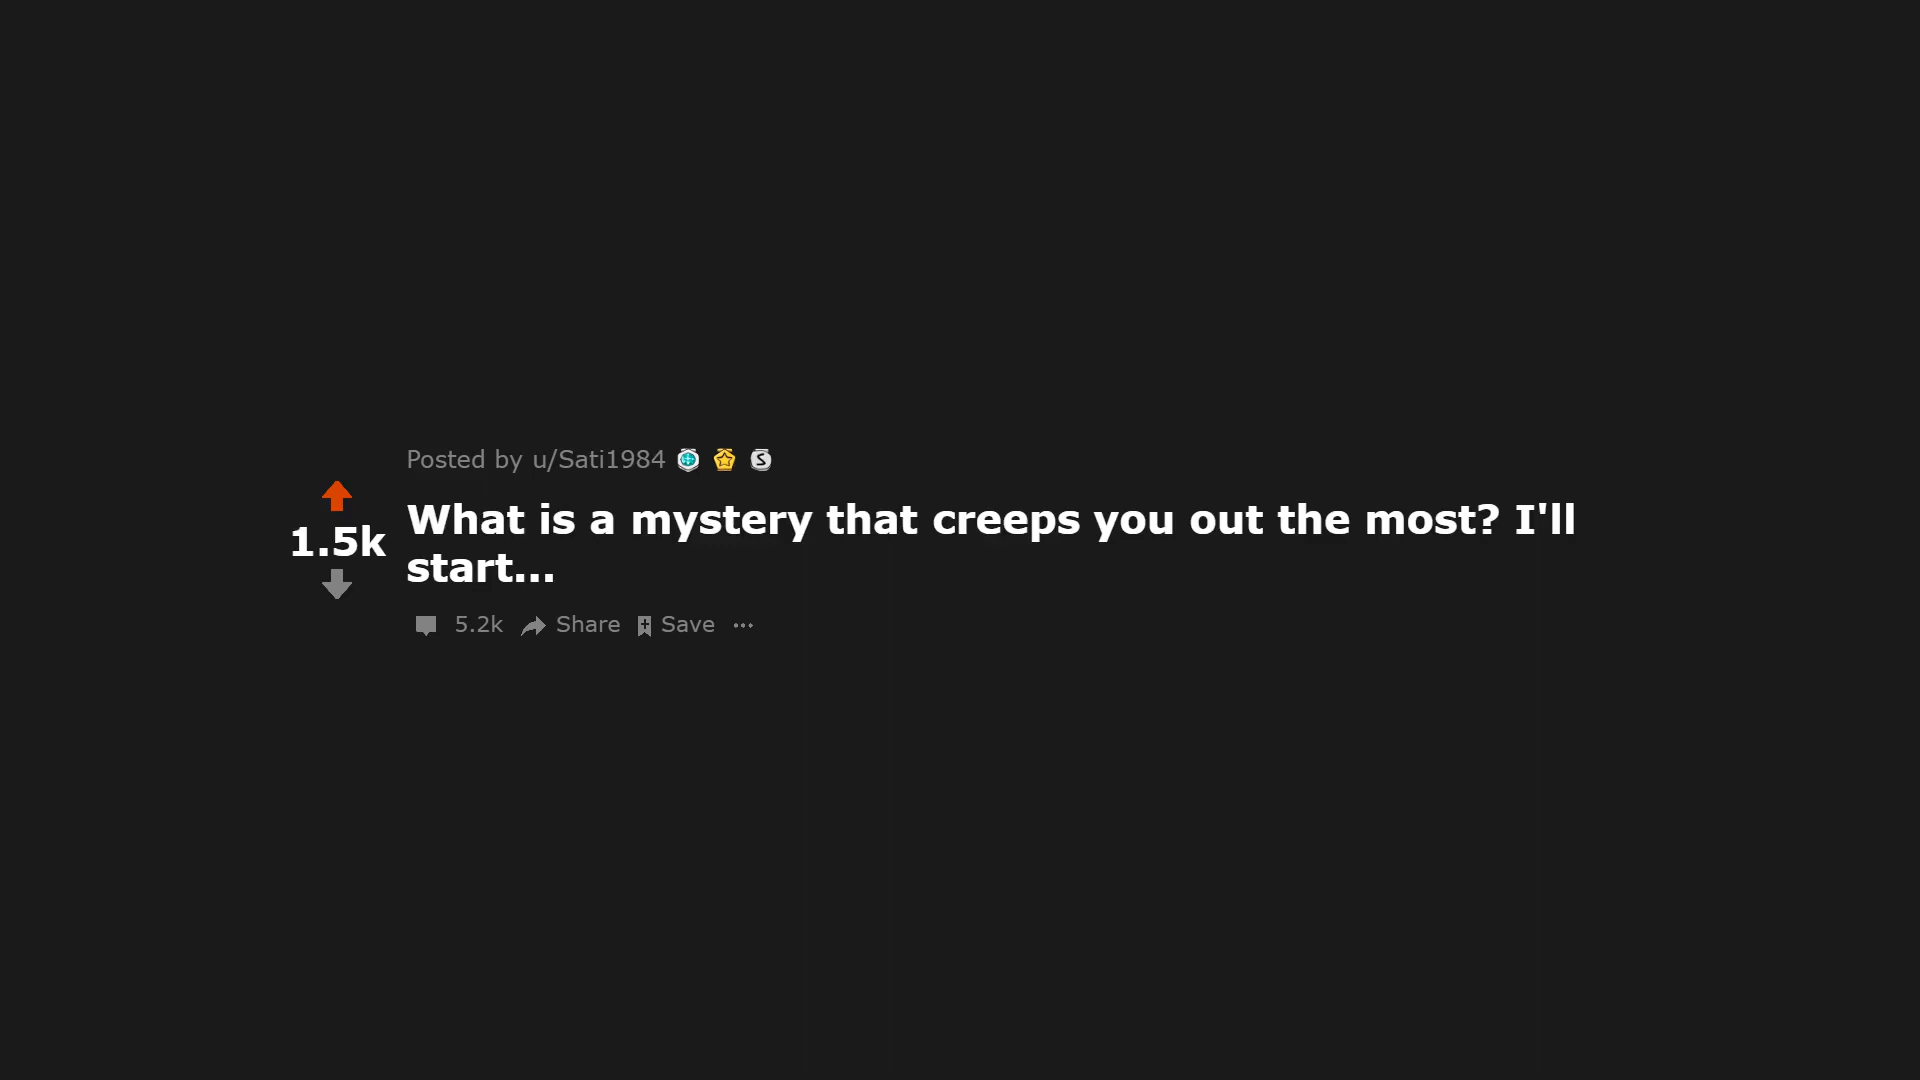 Posted by u/Sati1984
1.5k
What is a mystery that creeps you out the most? I'll
start...
5.2k Share Save ...